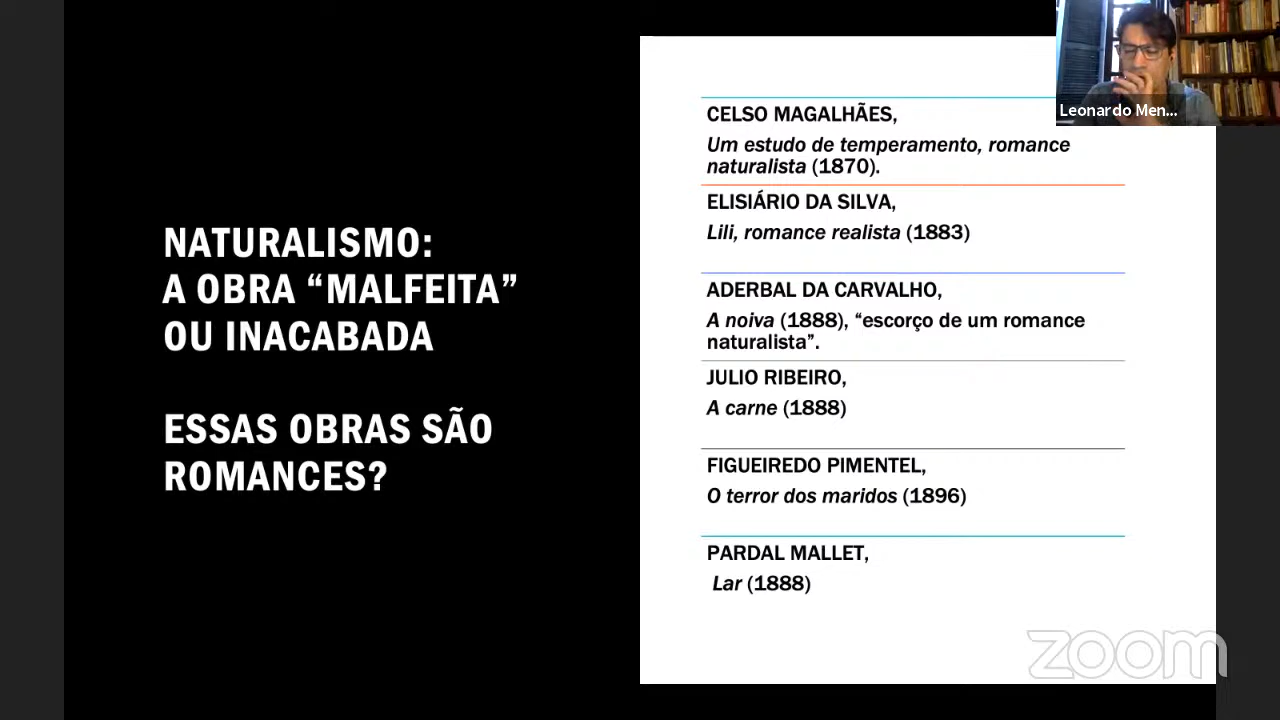 NATURALISMO:
A OBRA “MALFEITA”
OU INACABADA
ESSAS OBRAS SÃO
ROMANCES?
CELSO MAGALHÃES,
Um estudo de temperamento, romance
naturalista (1870).
ELISIÁRIO DA SILVA,
Lili, romance realista (1883)
ADERBAL DA CARVALHO,
A noiva (1888), “escorço de um romance
naturalista”.
JULIO RIBEIRO,
A carne (1888)
FIGUEIREDO PIMENTEL,
O terror dos maridos (1896)
PARDAL MALLET,
Lar (1888)
Leonardo Men...
zoom